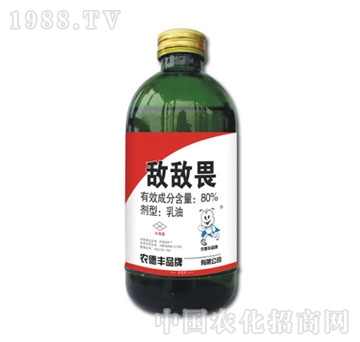 1988.TV
敌敌畏
有效成分含量：80%
剂型：乳油
农德丰品牌
有限公司
中国农化招商网